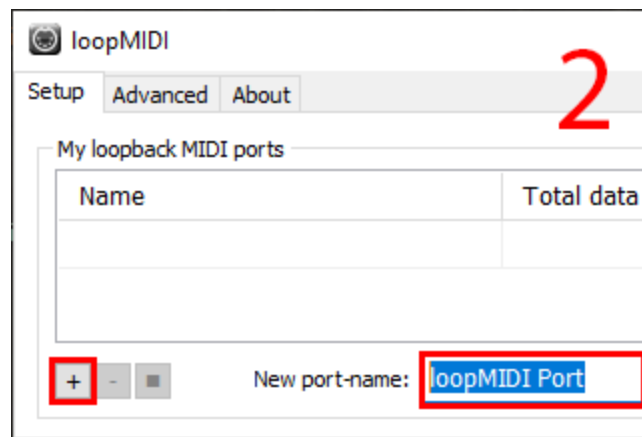 loopMIDI
2
Setup Advanced About
My loopback MIDI ports
Name Total data
+ - ■ New port-name: loopMIDI Port